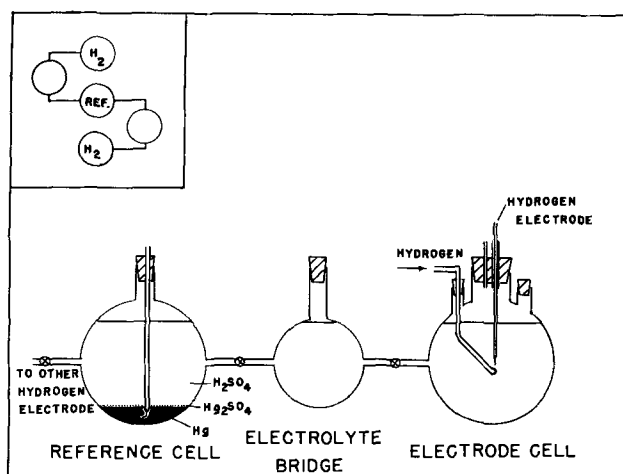 H2
REF.
H2
HYDROGEN
ELECTRODE
HYDROGEN
TO OTHER
HYDROGEN
ELECTRODE
H2SO4
Hg2SO4
Hg
REFERENCE CELL
ELECTROLYTE
BRIDGE
ELECTRODE CELL